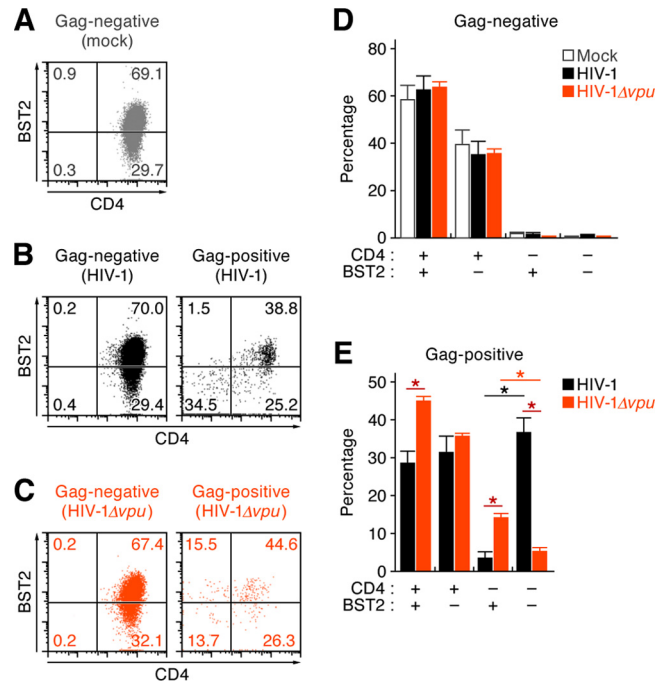 A
Gag-negative
(mock)
0.9 69.1
0.3 29.7
BST2
CD4
B
Gag-negative
(HIV-1)
Gag-positive
(HIV-1)
0.2 70.0
0.4 29.4
1.5 38.8
34.5 25.2
BST2
CD4
C
Gag-negative
(HIV-1Δvpu)
Gag-positive
(HIV-1Δvpu)
0.2 67.4
0.2 32.1
15.5 44.6
13.7 26.3
BST2
CD4
D
Gag-negative
Mock
HIV-1
HIV-1Δvpu
Percentage
80
60
40
20
0
CD4 : + + − −
BST2 : + − + −
E
Gag-positive
HIV-1
HIV-1Δvpu
Percentage
50
40
30
20
10
0
* * * * *
CD4 : + + − −
BST2 : + − + −